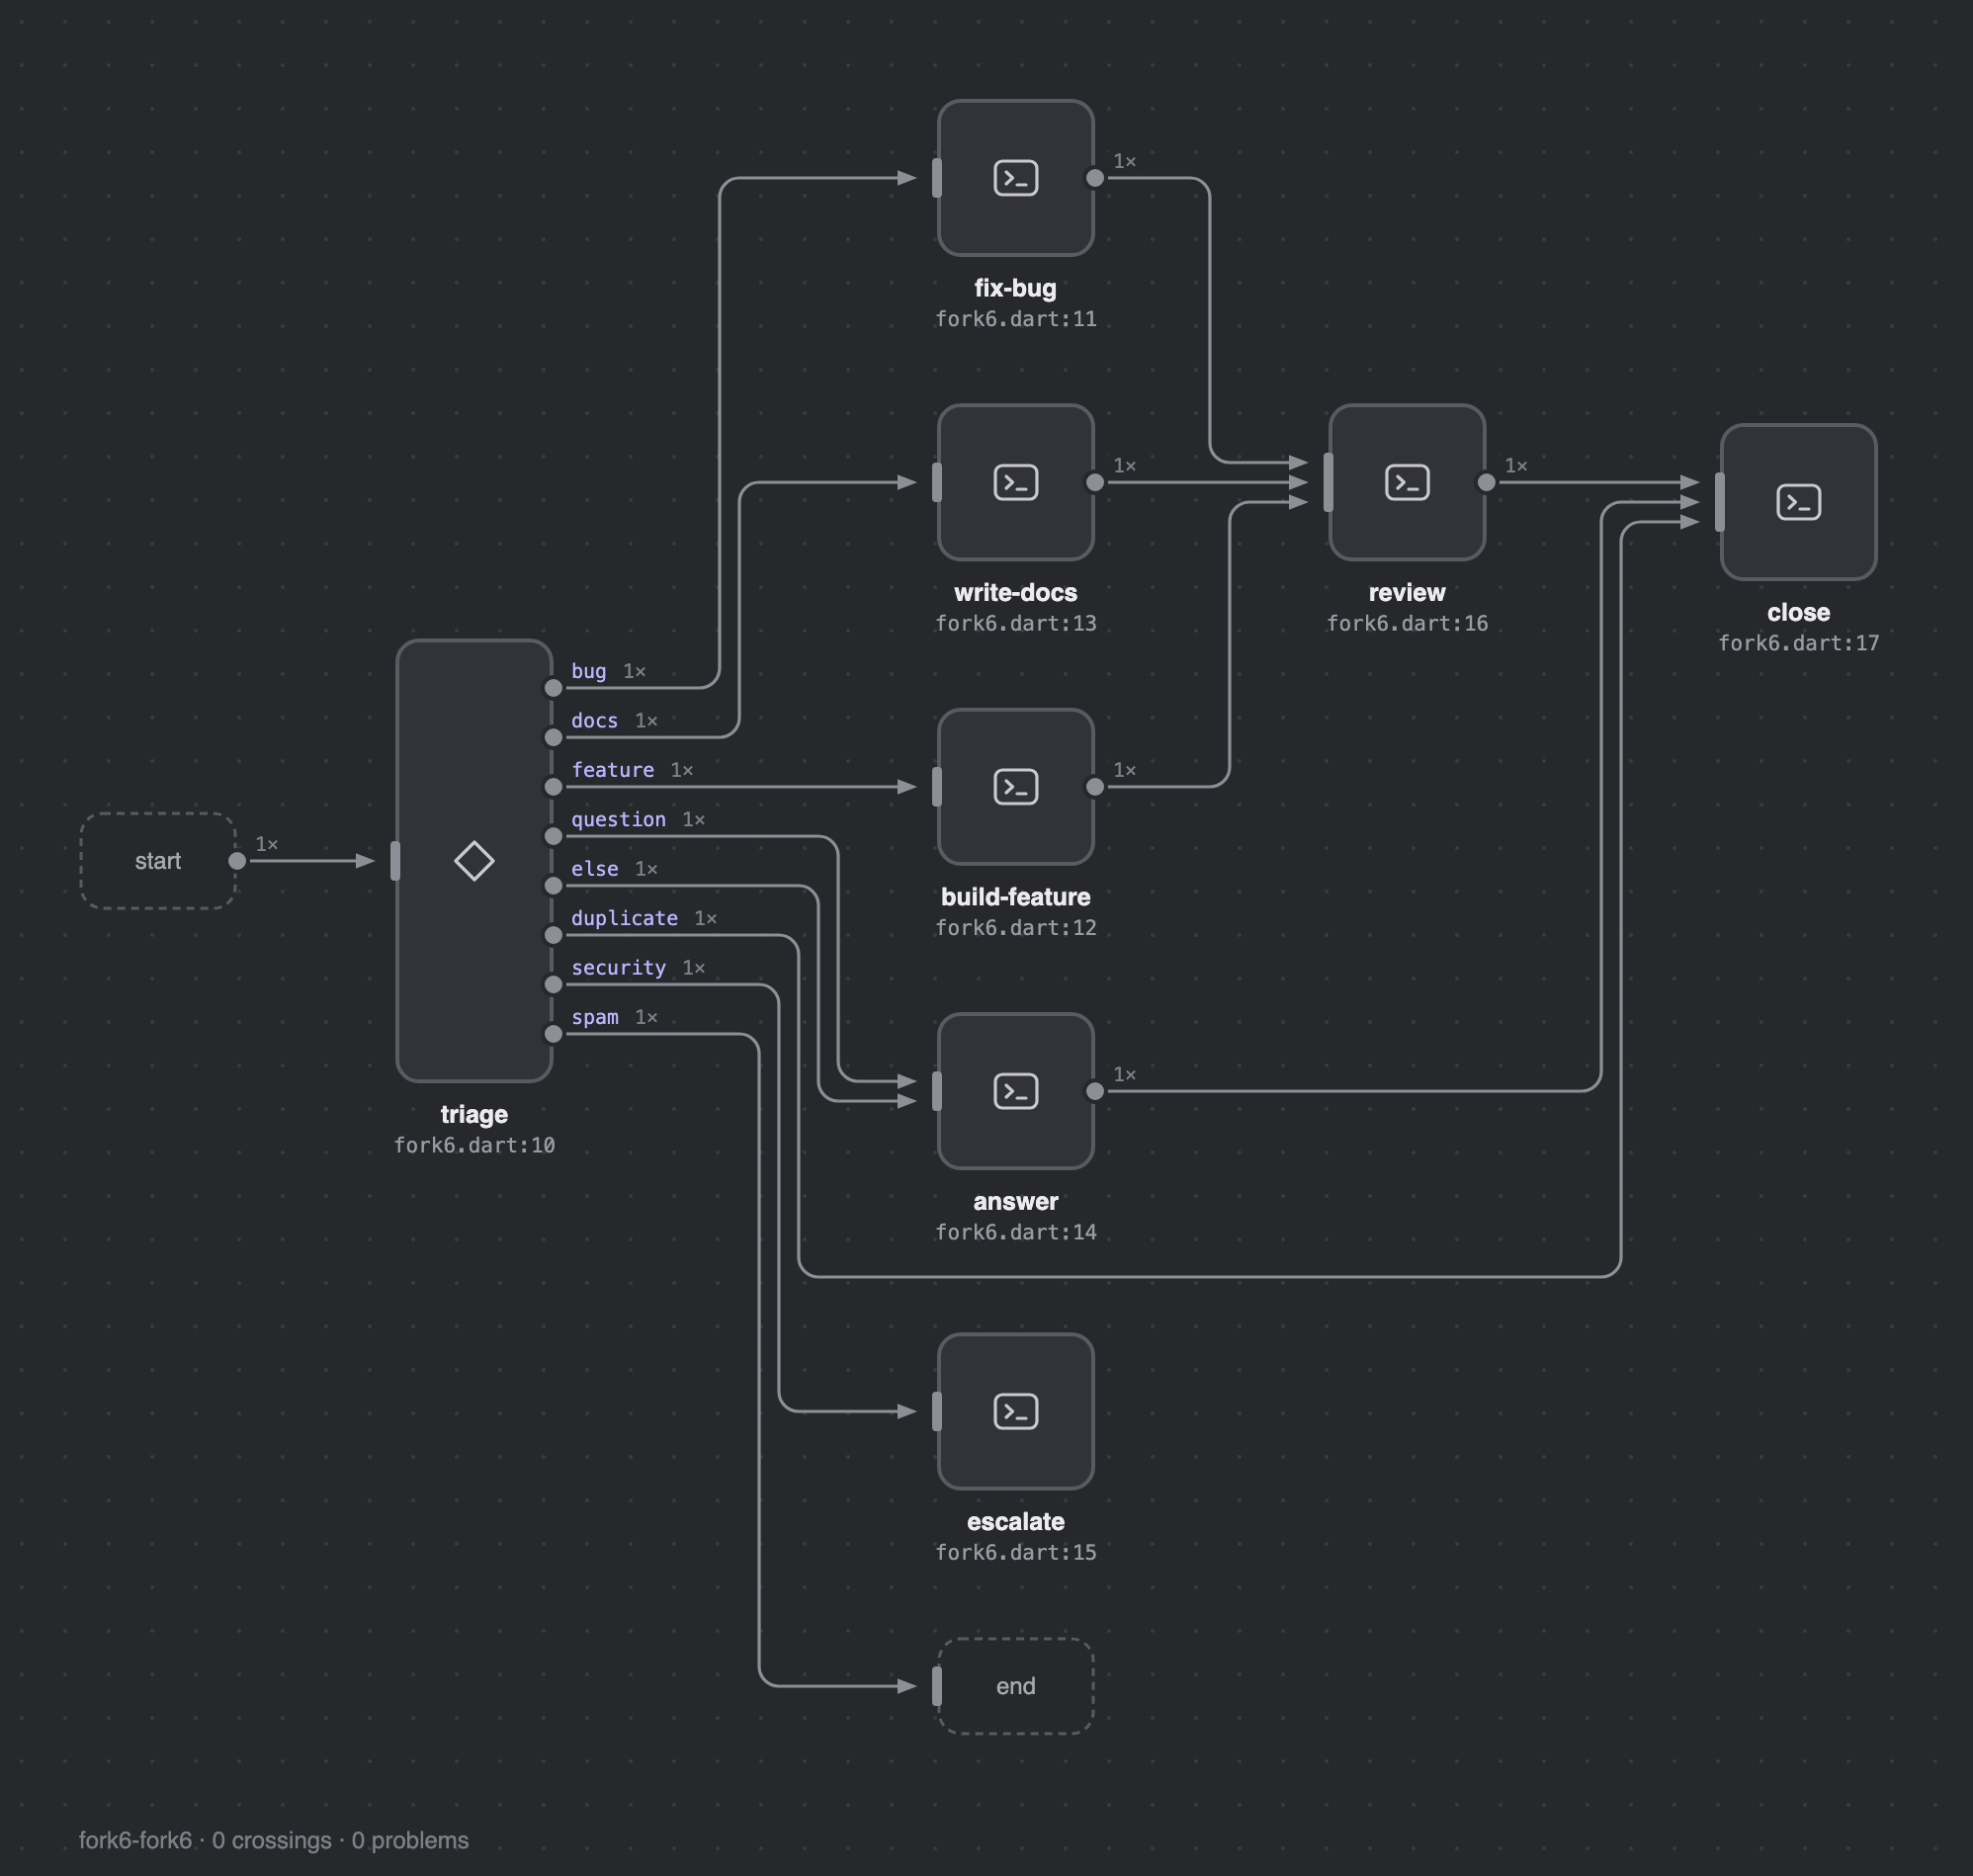 1×
fix-bug
fork6.dart:11
1×
1×
1×
write-docs
fork6.dart:13
review
fork6.dart:16
close
fork6.dart:17
bug 1×
docs 1×
feature 1×
1×
question 1×
start
1×
else 1×
build-feature
fork6.dart:12
duplicate 1×
security 1×
spam 1×
triage
fork6.dart:10
1×
answer
fork6.dart:14
escalate
fork6.dart:15
end
fork6-fork6 · 0 crossings · 0 problems